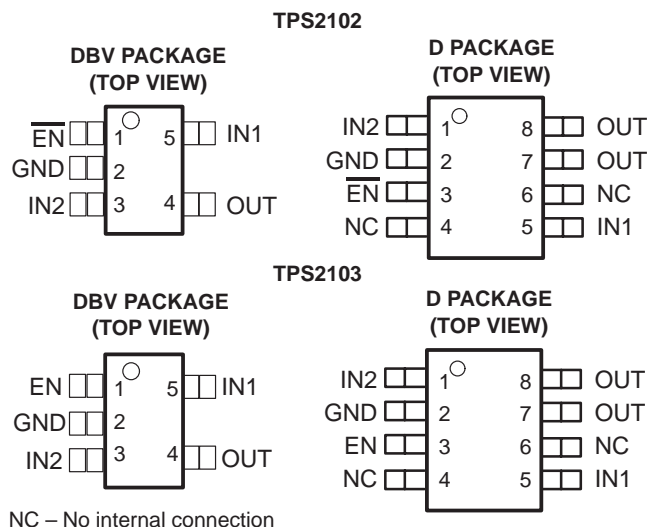 TPS2102
DBV PACKAGE
(TOP VIEW)
EN 1 5 IN1
GND 2
IN2 3 4 OUT
D PACKAGE
(TOP VIEW)
IN2 1 8 OUT
GND 2 7 OUT
EN 3 6 NC
NC 4 5 IN1
TPS2103
DBV PACKAGE
(TOP VIEW)
EN 1 5 IN1
GND 2
IN2 3 4 OUT
D PACKAGE
(TOP VIEW)
IN2 1 8 OUT
GND 2 7 OUT
EN 3 6 NC
NC 4 5 IN1
NC – No internal connection